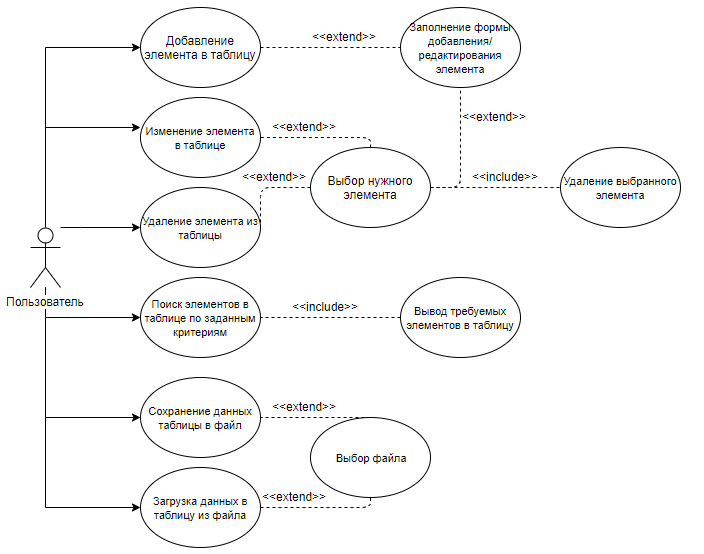 Добавление
элемента в таблицу
<<extend>>
Заполнение формы
добавления/
редактирования
элемента
<<extend>>
Изменение элемента
в таблице
<<extend>>
Выбор нужного
элемента
<<include>>
Удаление выбранного
элемента
<<extend>>
Удаление элемента из
таблицы
Пользователь
Поиск элементов в
таблице по заданным
критериям
<<include>>
Вывод требуемых
элементов в таблицу
Сохранение данных
таблицы в файл
<<extend>>
Выбор файла
Загрузка данных в
таблицу из файла
<<extend>>